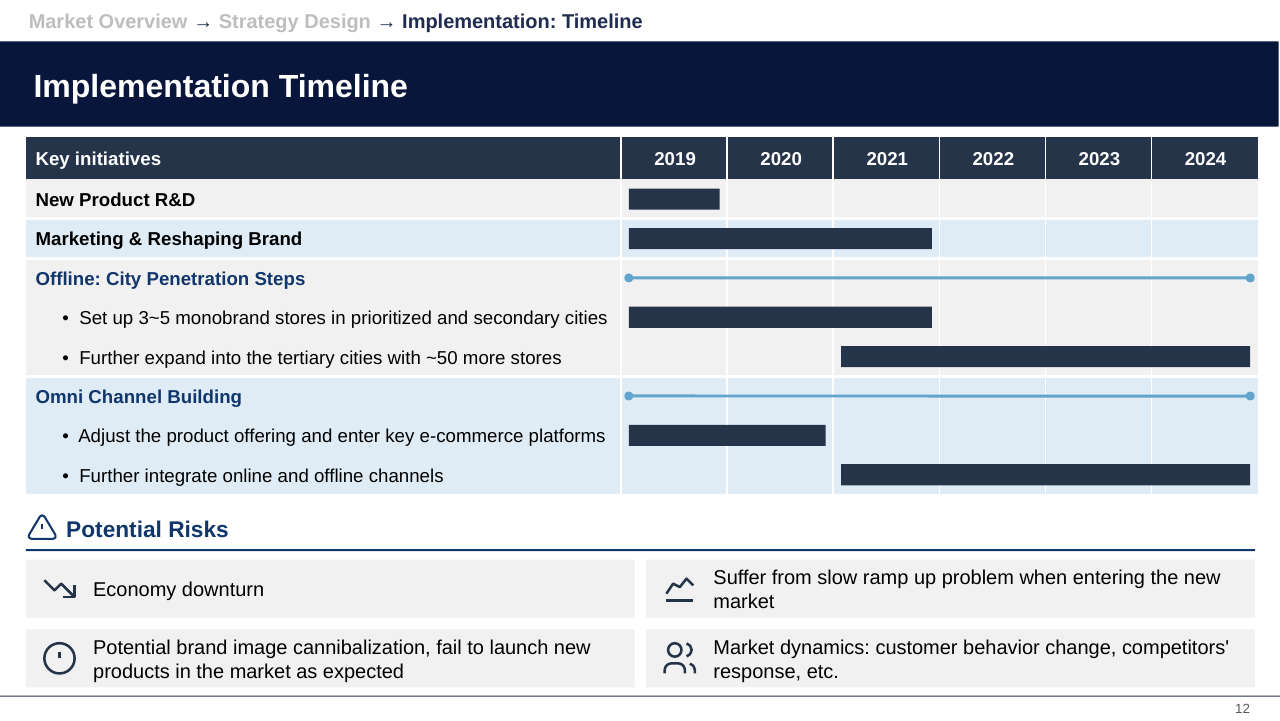 Market Overview → Strategy Design → Implementation: Timeline
Implementation Timeline
Key initiatives 2019 2020 2021 2022 2023 2024
New Product R&D
Marketing & Reshaping Brand
Offline: City Penetration Steps
• Set up 3~5 monobrand stores in prioritized and secondary cities
• Further expand into the tertiary cities with ~50 more stores
Omni Channel Building
• Adjust the product offering and enter key e-commerce platforms
• Further integrate online and offline channels
Potential Risks
Economy downturn
Suffer from slow ramp up problem when entering the new
market
Potential brand image cannibalization, fail to launch new
products in the market as expected
Market dynamics: customer behavior change, competitors'
response, etc.
12